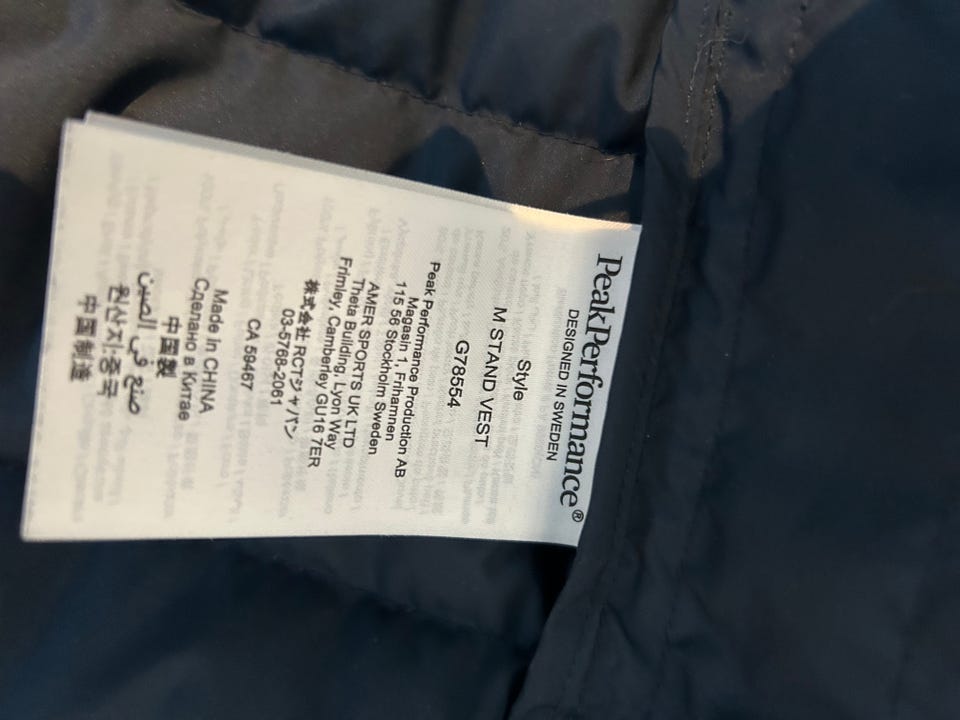 PeakPerformance®
DESIGNED IN SWEDEN
Style
M STAND VEST
G78554
Peak Performance Production AB
Magasin 1, Frihamnen
115 56 Stockholm Sweden
AMER SPORTS UK LTD
Theta Building, Lyon Way
Frimley, Camberley GU16 7ER
株式会社 RCTジャパン
03-5768-2061
CA 59467
Made in CHINA
Сделано в Китае
中国製
صنع في الصين
원산지:중국
中国制造